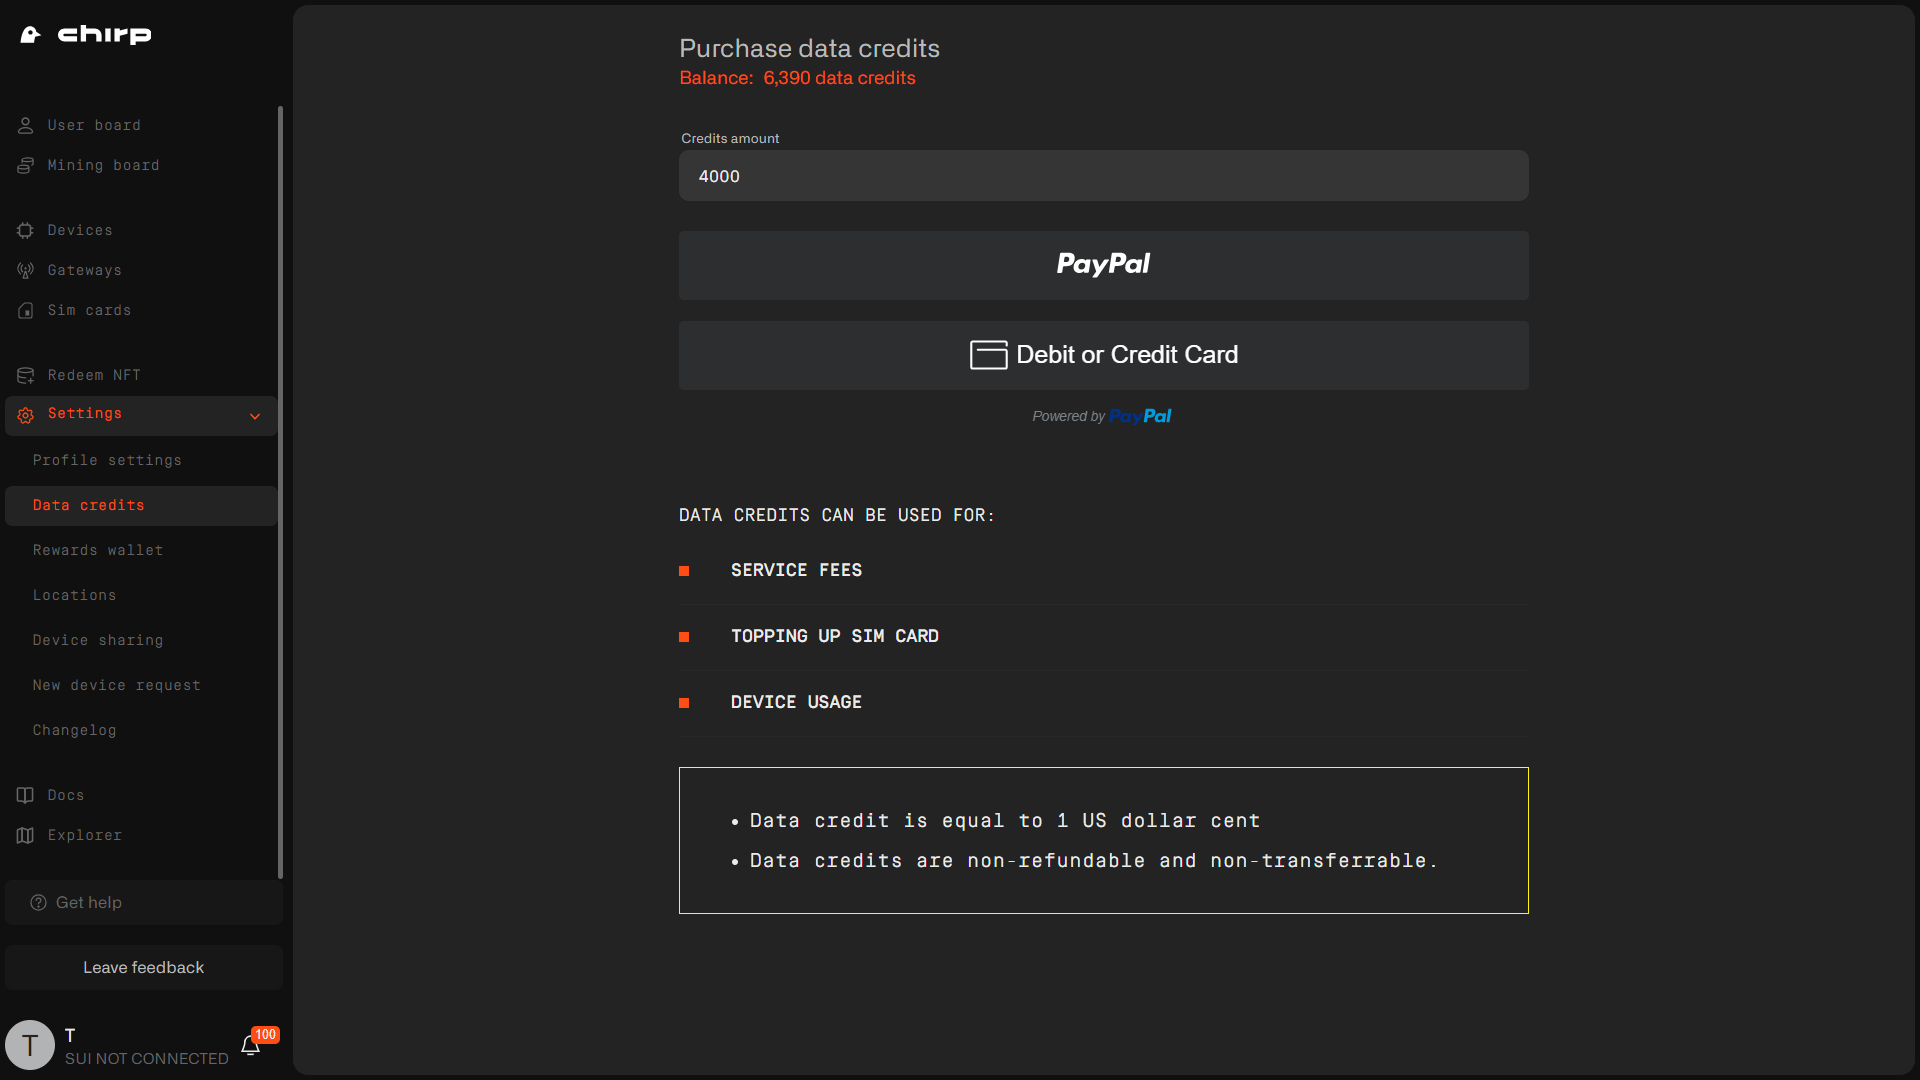 chirp
User board
Mining board
Devices
Gateways
Sim cards
Redeem NFT
Settings
Profile settings
Data credits
Rewards wallet
Locations
Device sharing
New device request
Changelog
Docs
Explorer
Get help
Leave feedback
T
T
SUI NOT CONNECTED
100
Purchase data credits
Balance: 6,390 data credits
Credits amount
4000
PayPal
Debit or Credit Card
Powered by PayPal
DATA CREDITS CAN BE USED FOR:
SERVICE FEES
TOPPING UP SIM CARD
DEVICE USAGE
• Data credit is equal to 1 US dollar cent
• Data credits are non-refundable and non-transferrable.